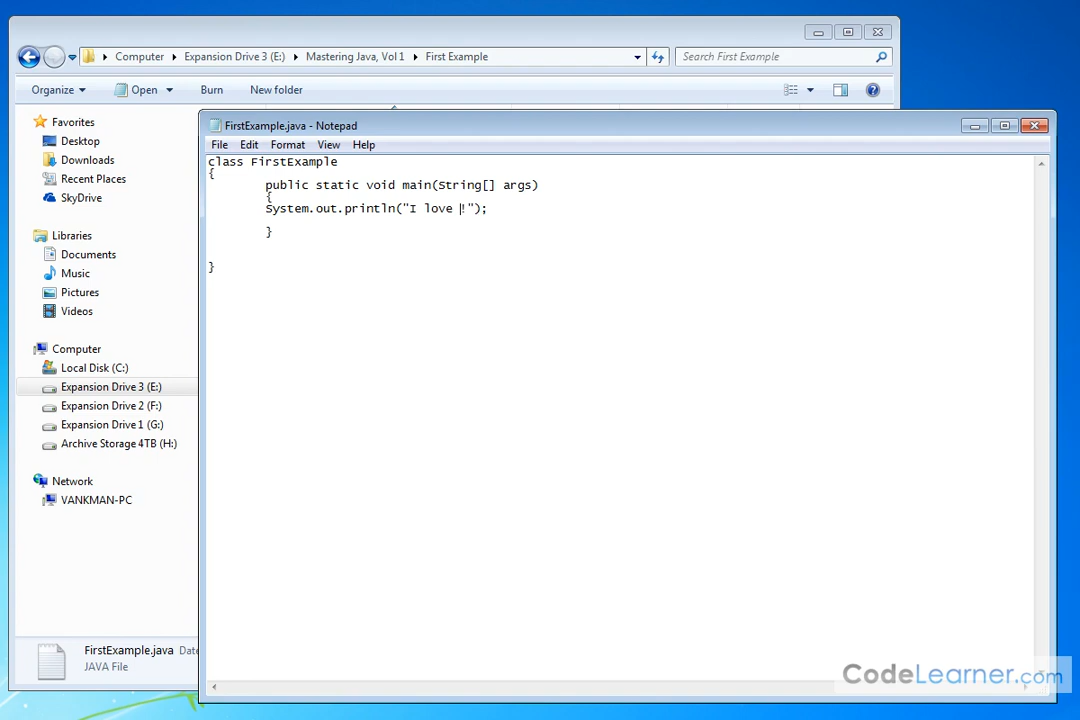 Computer Expansion Drive 3 (E:) Mastering Java, Vol 1 First Example Search First Example
Organize Open Burn New folder
FirstExample.java - Notepad
File Edit Format View Help
class FirstExample
{
public static void main(String[] args)
{
System.out.println("I love !");
}
}
Favorites
Desktop
Downloads
Recent Places
SkyDrive
Libraries
Documents
Music
Pictures
Videos
Computer
Local Disk (C:)
Expansion Drive 3 (E:)
Expansion Drive 2 (F:)
Expansion Drive 1 (G:)
Archive Storage 4TB (H:)
Network
VANKMAN-PC
FirstExample.java Date
JAVA File
CodeLearner.com